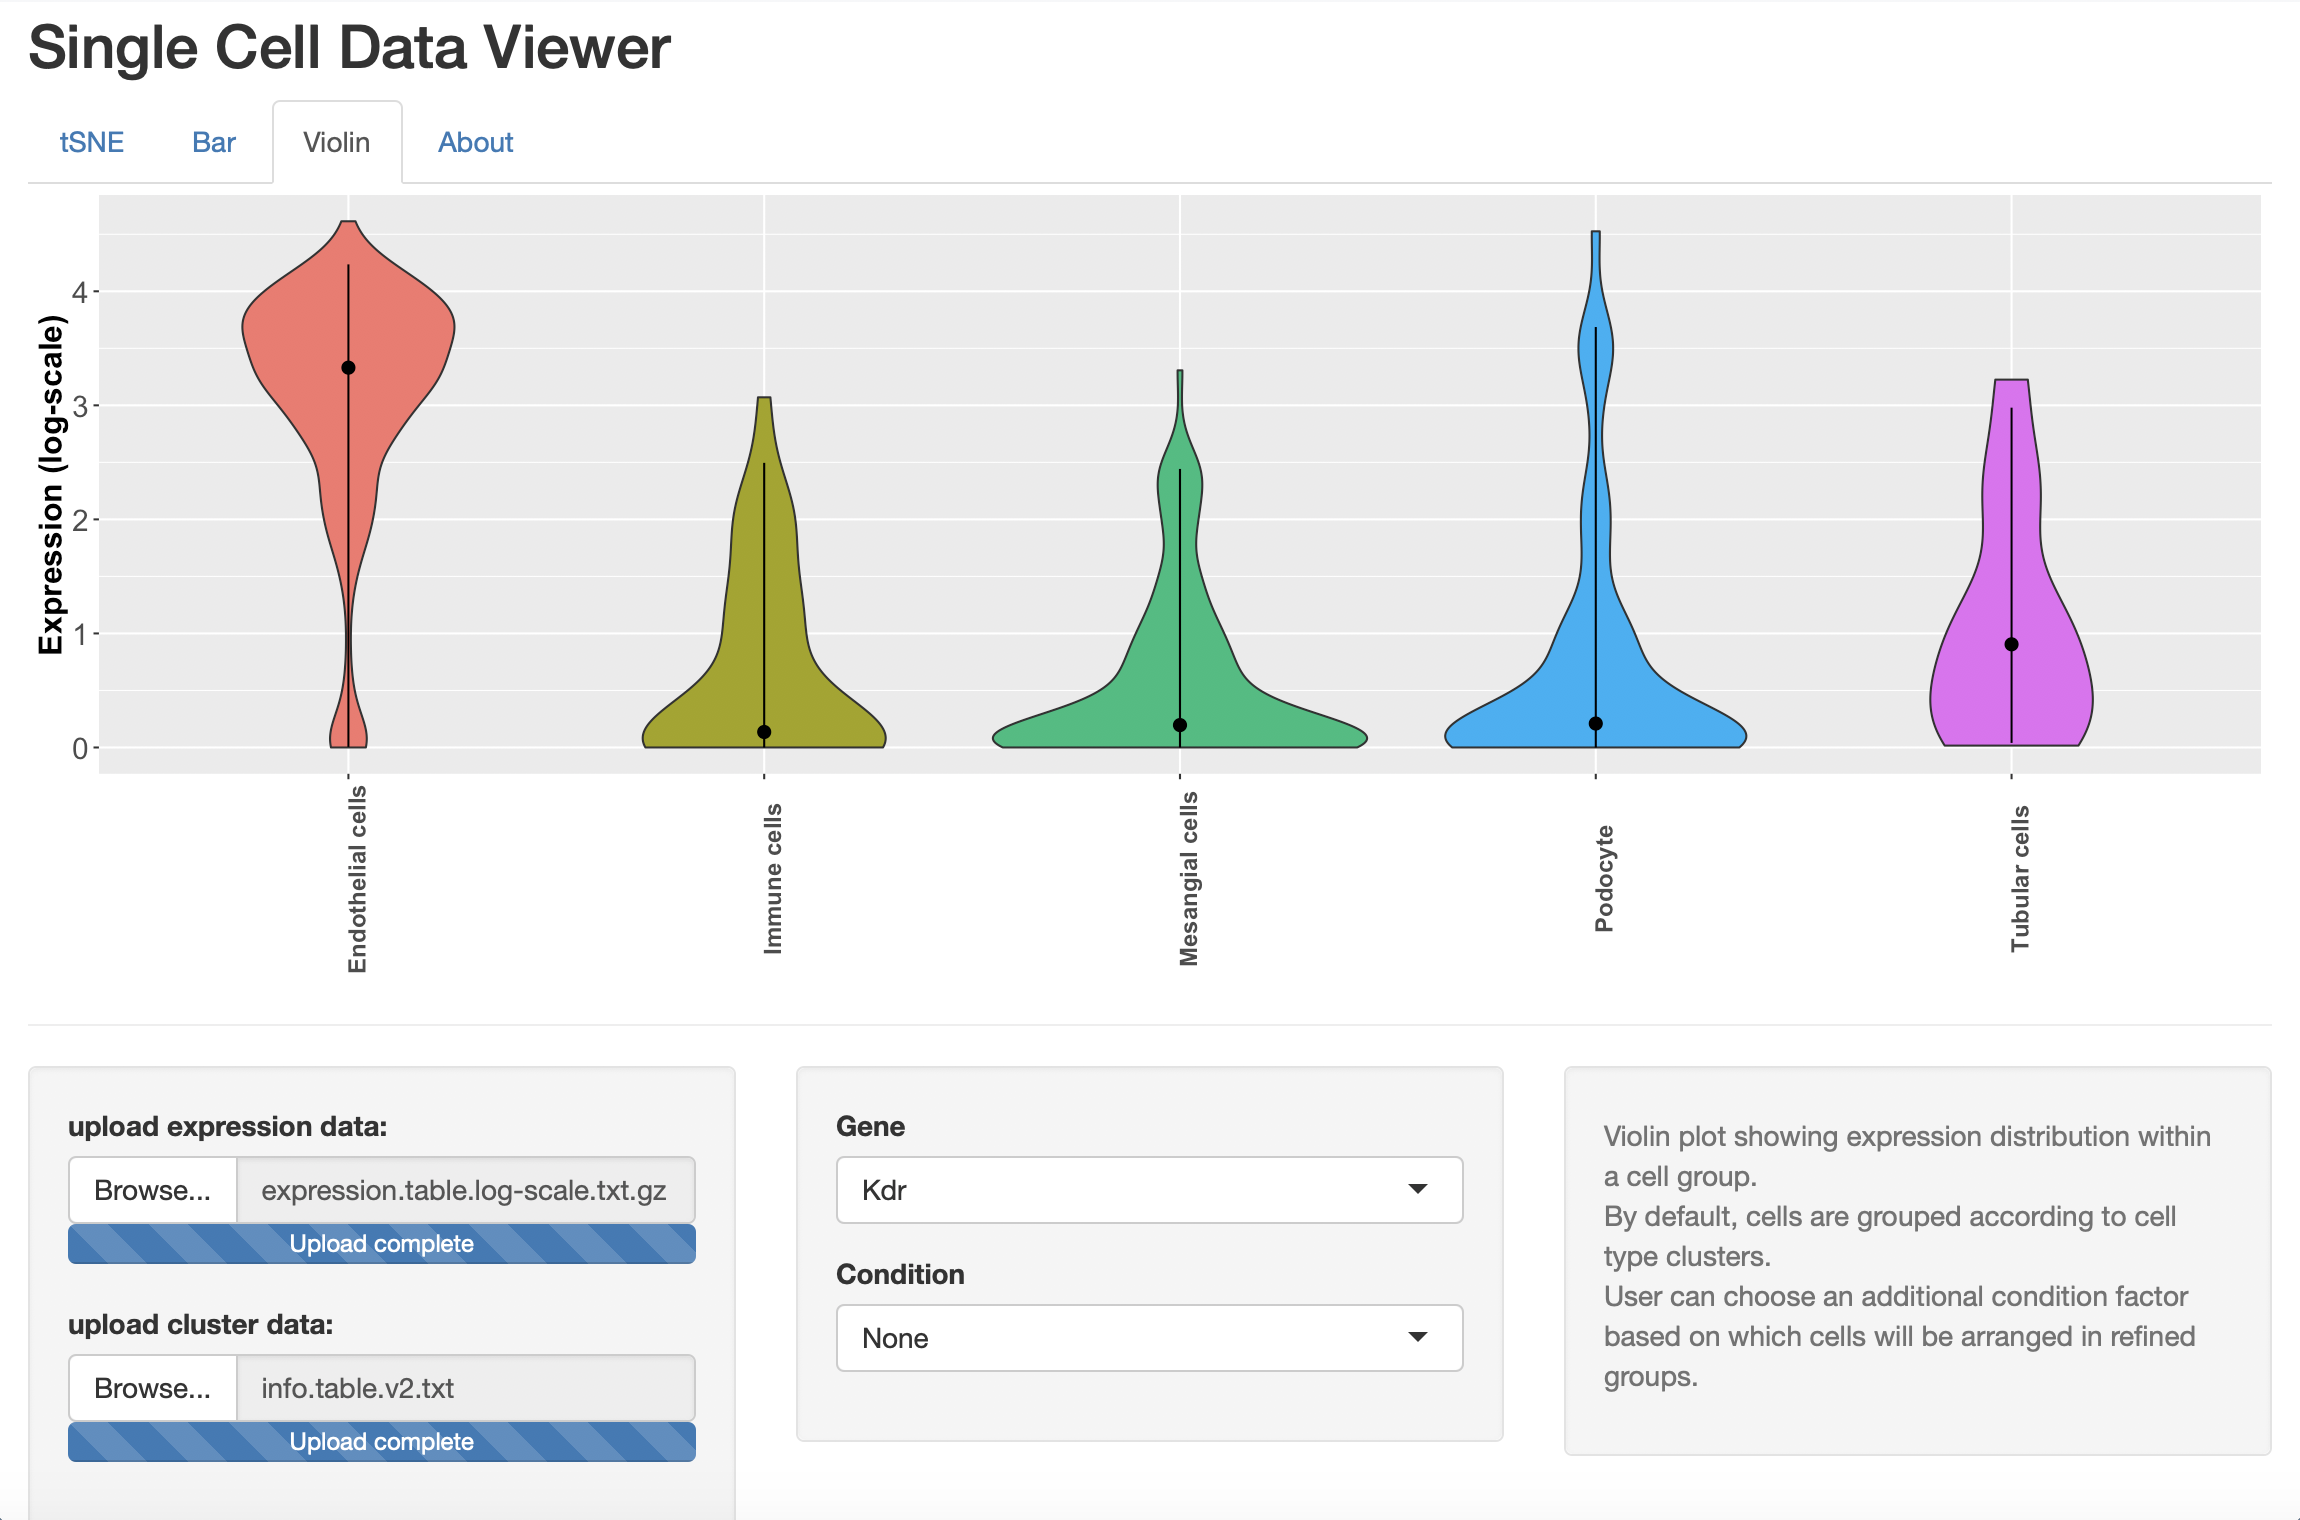 Single Cell Data Viewer
tSNE
Bar
Violin
About
Expression (log-scale)
4
3
2
1
0
Endothelial cells
Immune cells
Mesangial cells
Podocyte
Tubular cells
upload expression data:
Browse...
expression.table.log-scale.txt.gz
Upload complete
upload cluster data:
Browse...
info.table.v2.txt
Upload complete
Gene
Kdr
Condition
None
Violin plot showing expression distribution within
a cell group.
By default, cells are grouped according to cell
type clusters.
User can choose an additional condition factor
based on which cells will be arranged in refined
groups.